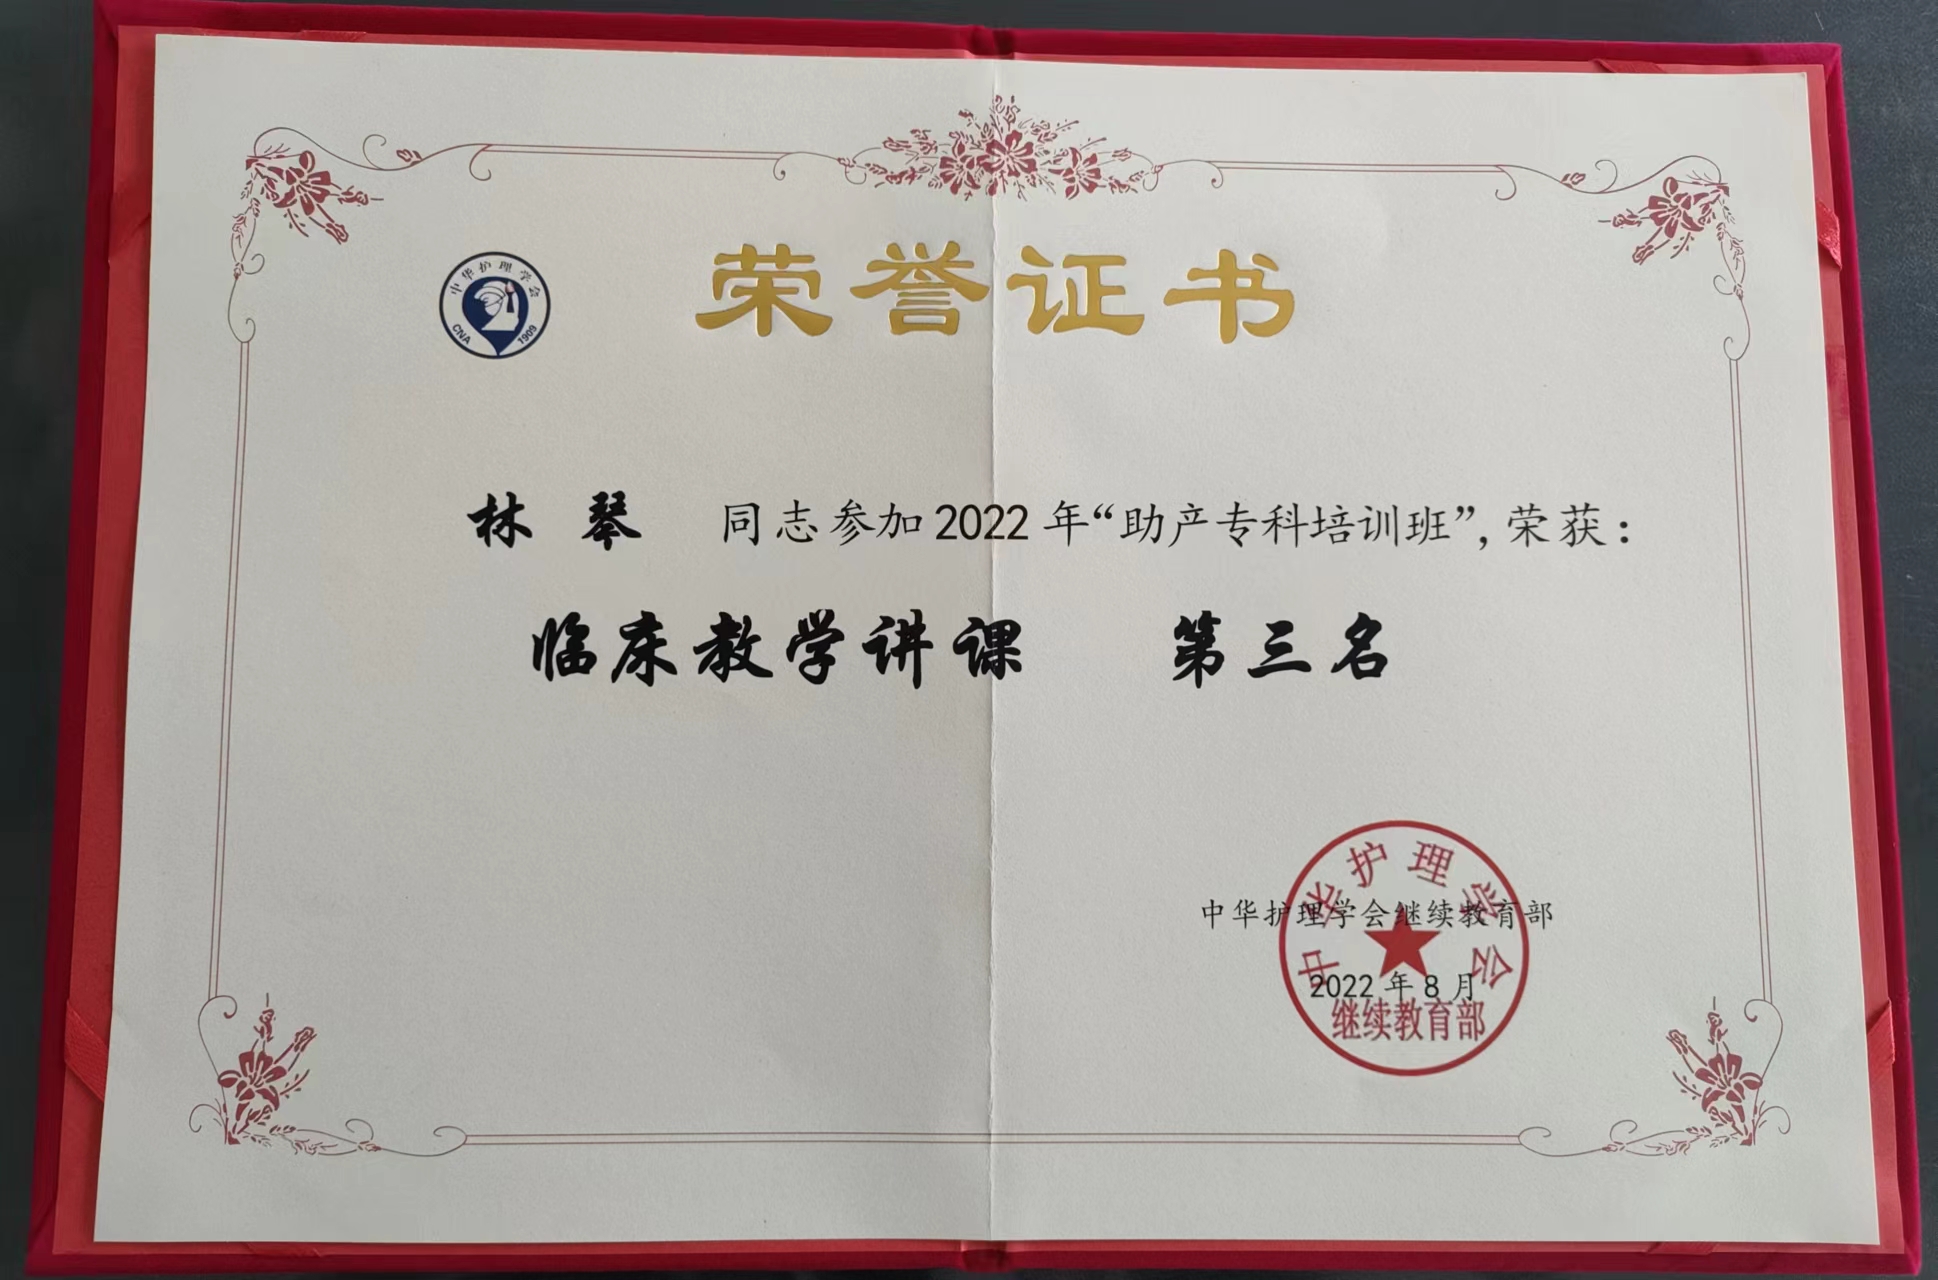 荣誉证书
中华护理学会
CNA 1909
林琴 同志参加2022年“助产专科培训班”,荣获:
临床教学讲课 第三名
中华护理学会继续教育部
2022年8月
中华护理学会
继续教育部